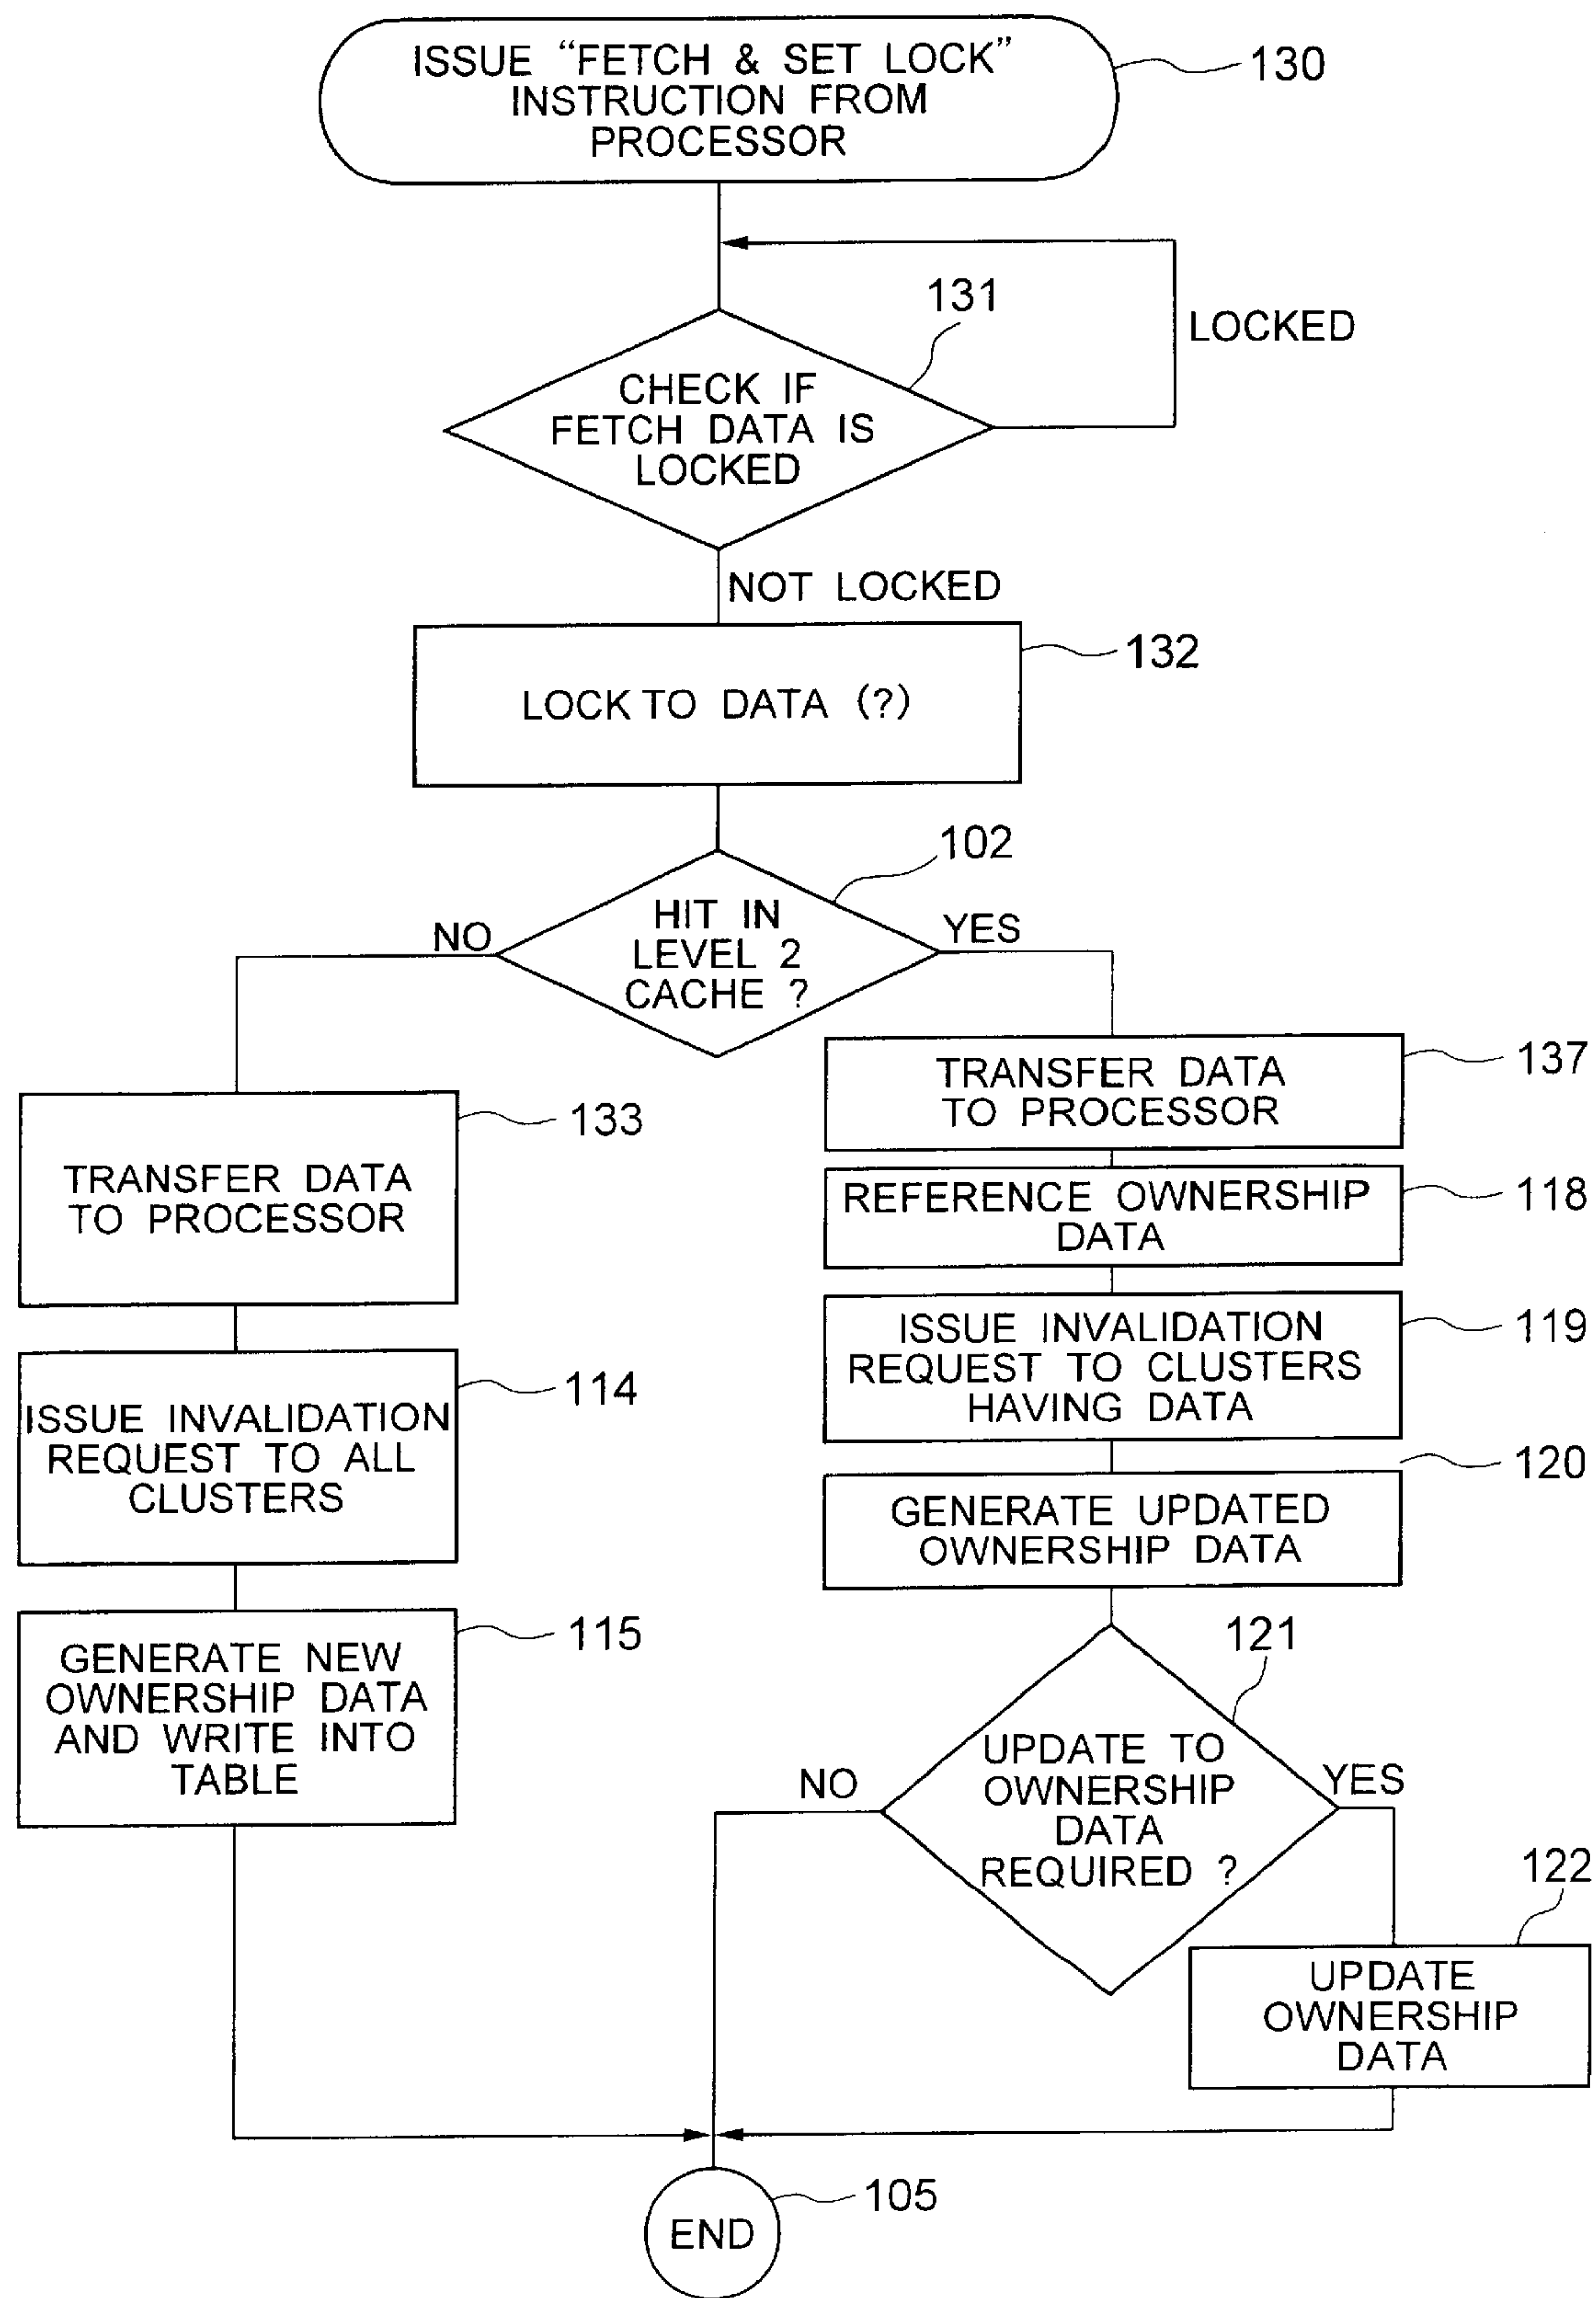 ISSUE “FETCH & SET LOCK”
INSTRUCTION FROM
PROCESSOR
130
131
LOCKED
CHECK IF
FETCH DATA IS
LOCKED
NOT LOCKED
132
LOCK TO DATA (?)
102
NO
HIT IN
LEVEL 2
CACHE ?
YES
137
TRANSFER DATA
TO PROCESSOR
133
TRANSFER DATA
TO PROCESSOR
118
REFERENCE OWNERSHIP
DATA
119
ISSUE INVALIDATION
REQUEST TO CLUSTERS
HAVING DATA
114
ISSUE INVALIDATION
REQUEST TO ALL
CLUSTERS
120
GENERATE UPDATED
OWNERSHIP DATA
115
GENERATE NEW
OWNERSHIP DATA
AND WRITE INTO
TABLE
121
NO
UPDATE TO
OWNERSHIP
DATA
REQUIRED ?
YES
122
UPDATE
OWNERSHIP
DATA
105
END